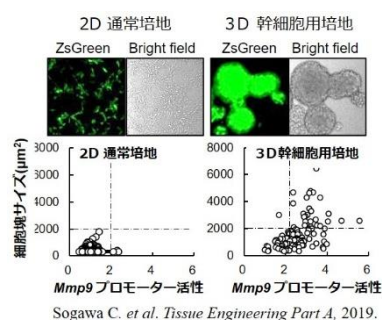 2D 通常培地 3D 幹細胞用培地
ZsGreen Bright field ZsGreen Bright field
細胞塊サイズ(µm²)
8000 2D 通常培地 8000 3D 幹細胞用培地
6000 6000
4000 4000
2000 2000
0 0
0 2 4 6 0 2 4 6
Mmp9 プロモーター活性 Mmp9 プロモーター活性
Sogawa C. et al. Tissue Engineering Part A, 2019.